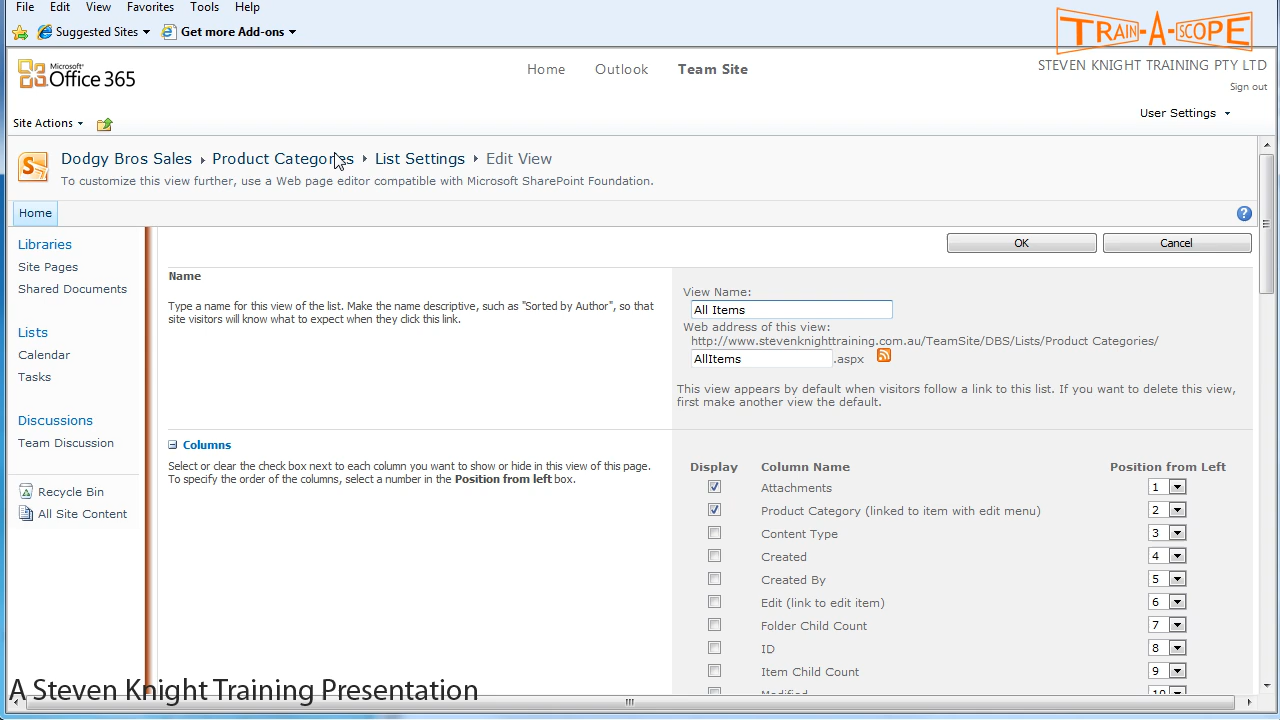 File Edit View Favorites Tools Help
Suggested Sites Get more Add-ons
TRAIN-A-SCOPE
Microsoft
Office 365
Home Outlook Team Site
STEVEN KNIGHT TRAINING PTY LTD
Sign out
Site Actions
User Settings
Dodgy Bros Sales Product Categories List Settings Edit View
To customize this view further, use a Web page editor compatible with Microsoft SharePoint Foundation.
Home
Libraries
Site Pages
Shared Documents
Lists
Calendar
Tasks
Discussions
Team Discussion
Recycle Bin
All Site Content
OK Cancel
Name
Type a name for this view of the list. Make the name descriptive, such as "Sorted by Author", so that
site visitors will know what to expect when they click this link.
View Name:
All Items
Web address of this view:
http://www.stevenknighttraining.com.au/TeamSite/DBS/Lists/Product Categories/
AllItems .aspx
This view appears by default when visitors follow a link to this list. If you want to delete this view,
first make another view the default.
Columns
Select or clear the check box next to each column you want to show or hide in this view of this page.
To specify the order of the columns, select a number in the Position from left box.
Display Column Name Position from Left
Attachments 1
Product Category (linked to item with edit menu) 2
Content Type 3
Created 4
Created By 5
Edit (link to edit item) 6
Folder Child Count 7
ID 8
Item Child Count 9
Modified 10
A Steven Knight Training Presentation